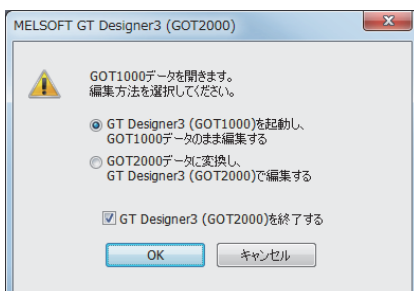 MELSOFT GT Designer3 (GOT2000)
GOT1000データを開きます。
編集方法を選択してください。
GT Designer3 (GOT1000)を起動し、
GOT1000データのまま編集する
GOT2000データに変換し、
GT Designer3 (GOT2000)で編集する
GT Designer3 (GOT2000)を終了する
OK
キャンセル